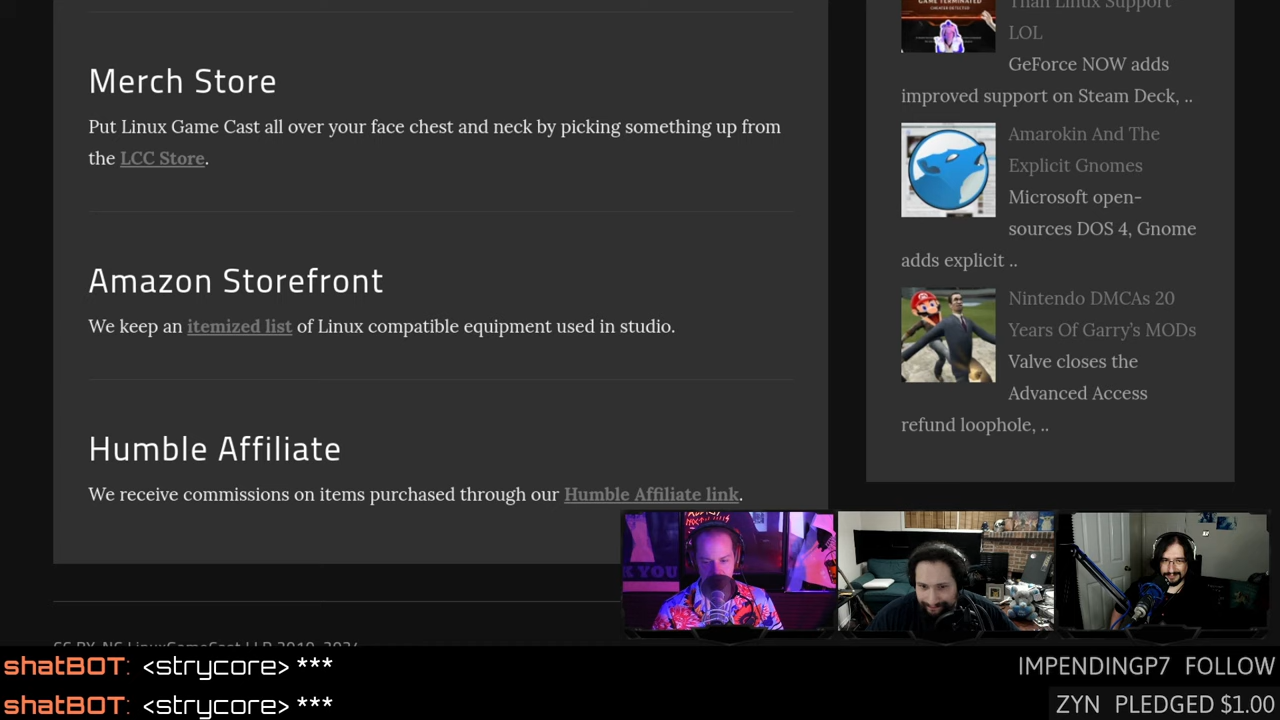 Merch Store
Put Linux Game Cast all over your face chest and neck by picking something up from
the LCC Store.
Amazon Storefront
We keep an itemized list of Linux compatible equipment used in studio.
Humble Affiliate
We receive commissions on items purchased through our Humble Affiliate link.
GAME TERMINATED
Than Linux Support
LOL
GeForce NOW adds
improved support on Steam Deck, ..
Amarokin And The
Explicit Gnomes
Microsoft open-
sources DOS 4, Gnome
adds explicit ..
Nintendo DMCAs 20
Years Of Garry's MODs
Valve closes the
Advanced Access
refund loophole, ..
K YOU
shatBOT: <strycore> ***
shatBOT: <strycore> ***
IMPENDINGP7 FOLLOW
ZYN PLEDGED $1.00